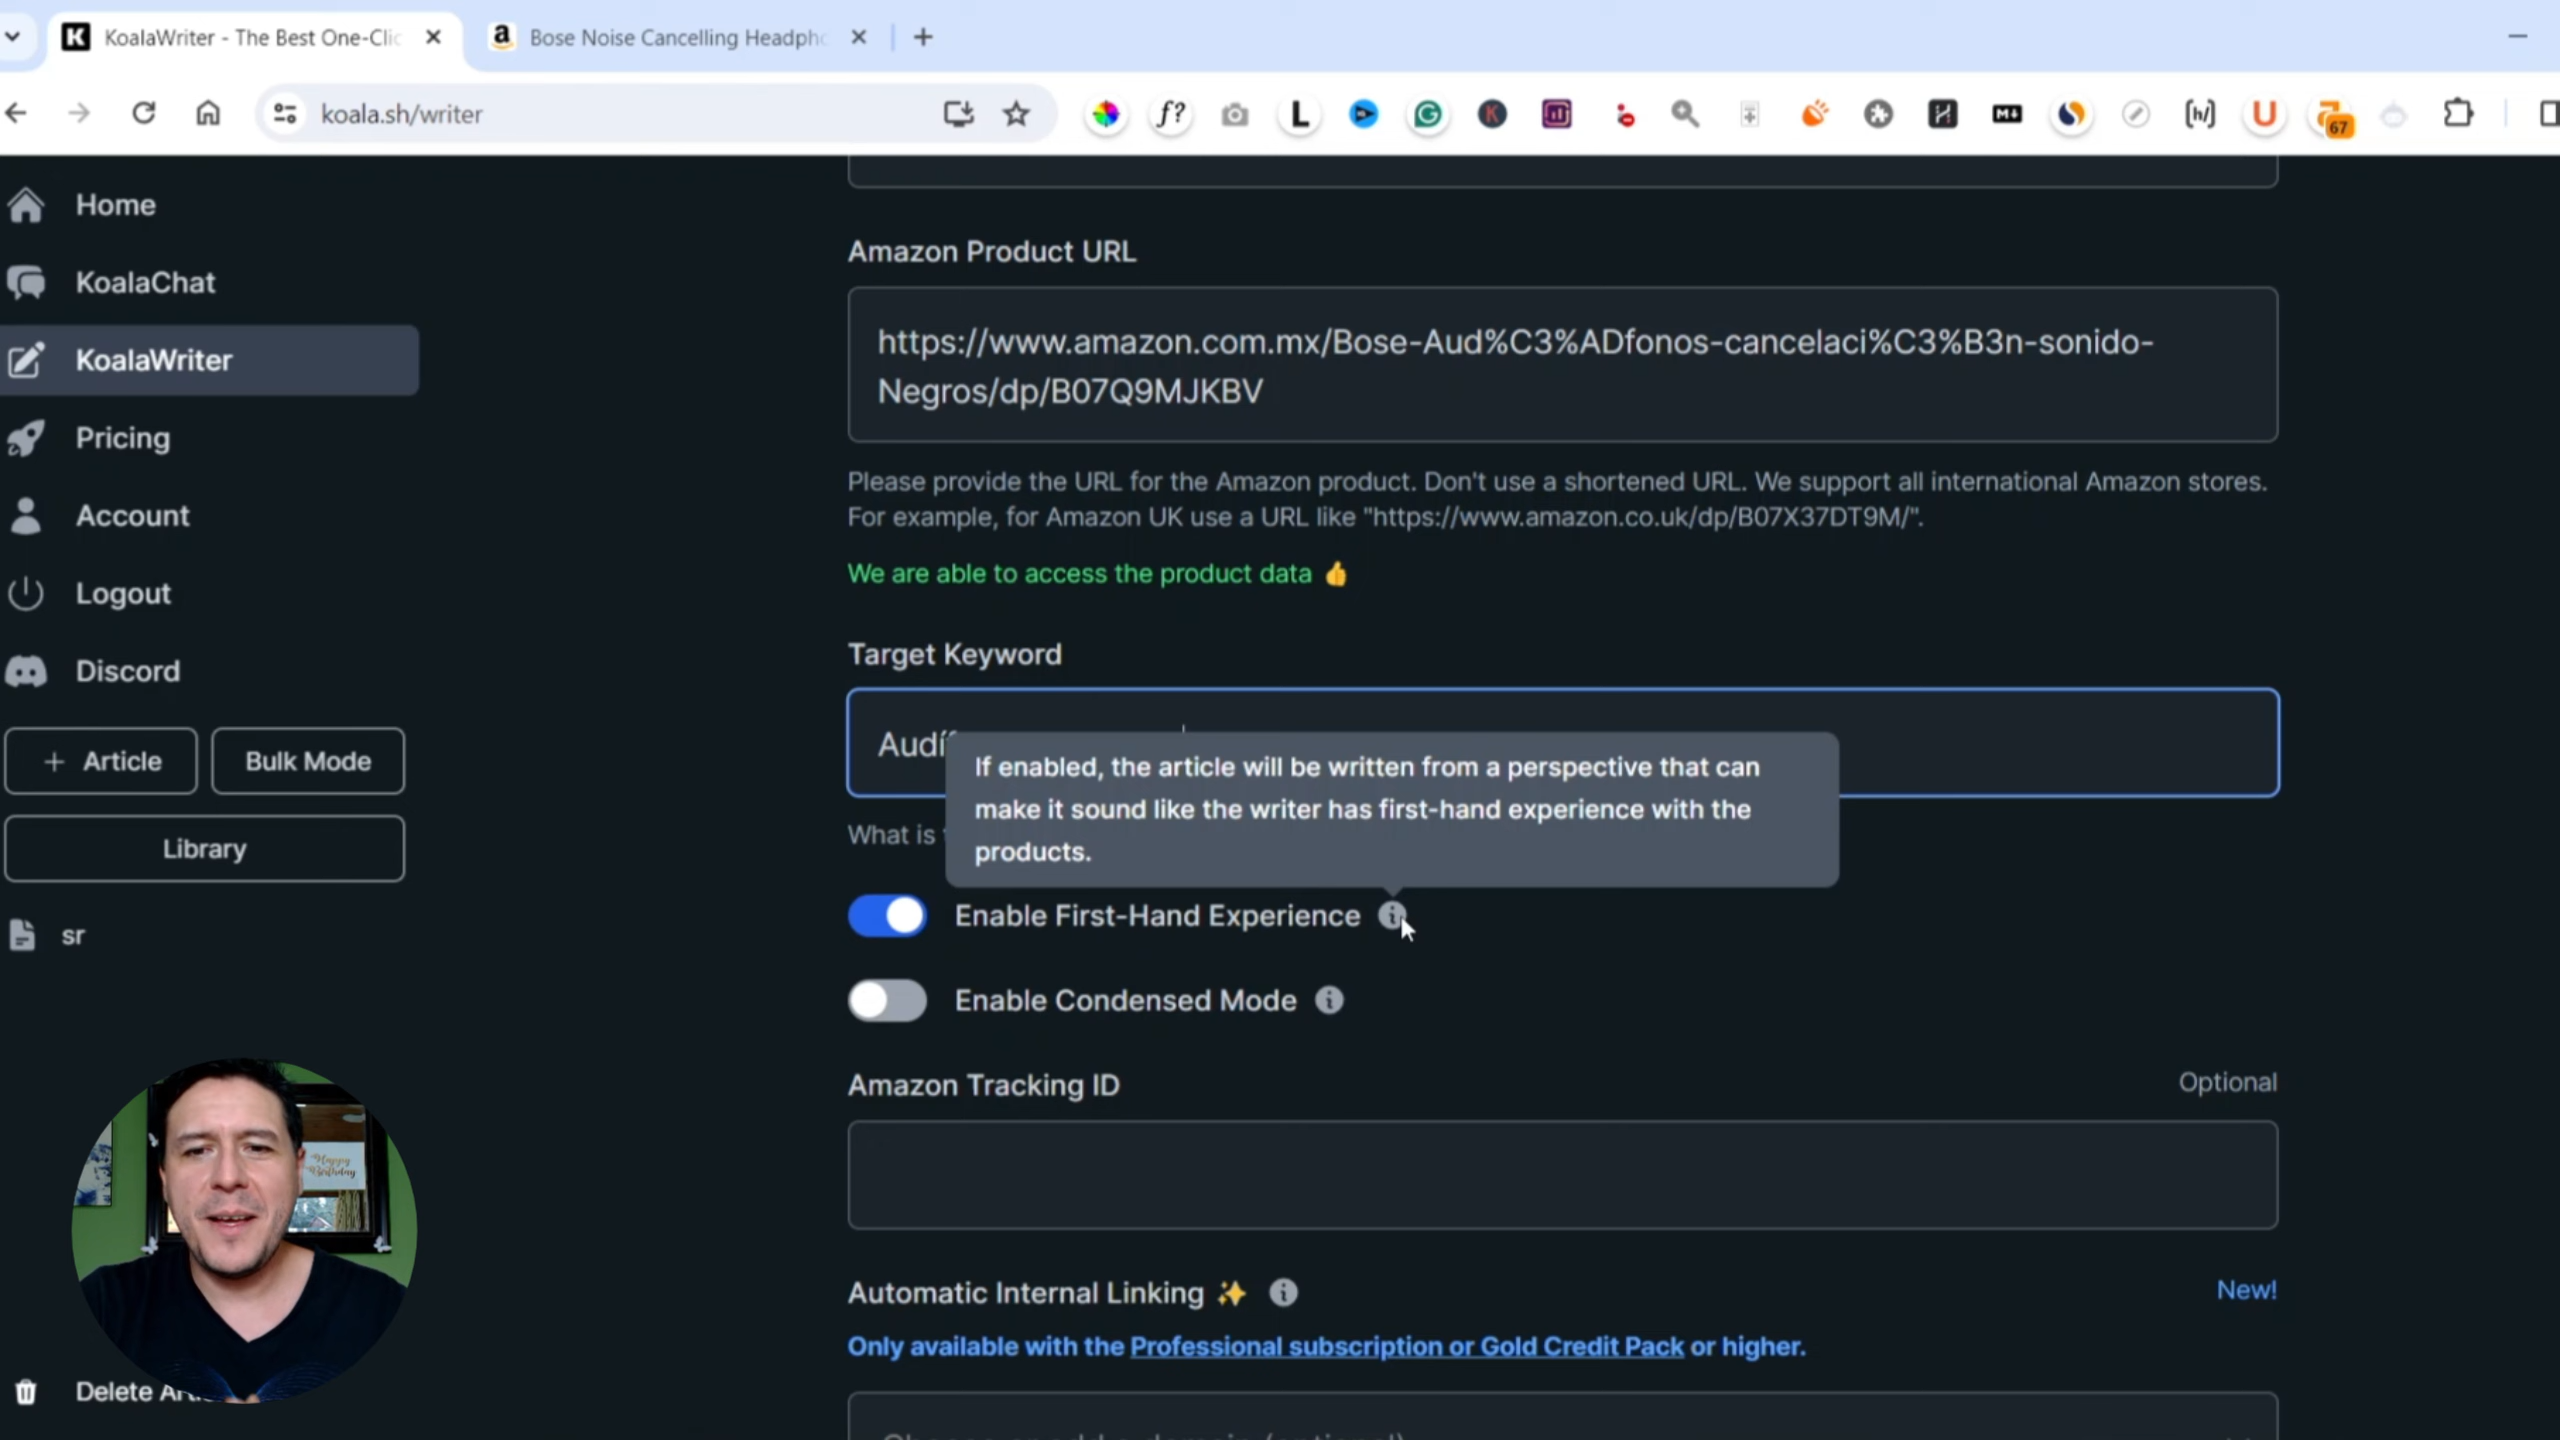 KoalaWriter - The Best One-Clic
Bose Noise Cancelling Headpho
koala.sh/writer
f?
L
K
M
[h/]
U
67
Home
KoalaChat
KoalaWriter
Pricing
Account
Logout
Discord
+ Article
Bulk Mode
Library
sr
Delete
Amazon Product URL
https://www.amazon.com.mx/Bose-Aud%C3%ADfonos-cancelaci%C3%B3n-sonido-
Negros/dp/B07Q9MJKBV
Please provide the URL for the Amazon product. Don't use a shortened URL. We support all international Amazon stores.
For example, for Amazon UK use a URL like "https://www.amazon.co.uk/dp/B07X37DT9M/".
We are able to access the product data 👍
Target Keyword
Audí
If enabled, the article will be written from a perspective that can
make it sound like the writer has first-hand experience with the
products.
What is
Enable First-Hand Experience
Enable Condensed Mode
Amazon Tracking ID
Optional
Automatic Internal Linking ✨
New!
Only available with the Professional subscription or Gold Credit Pack or higher.
Happy
Birthday